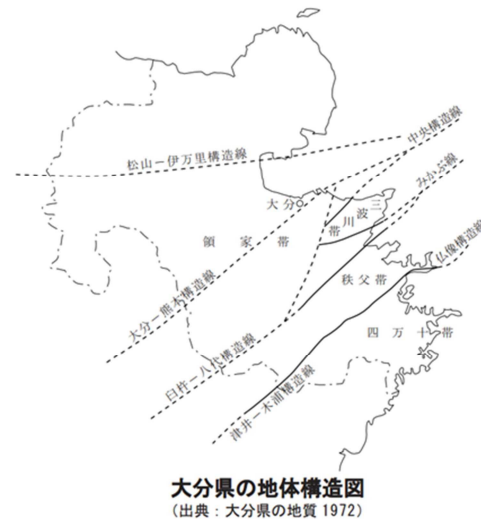 中央構造線
松山－伊万里構造線
みかぶ線
大分
三波川帯
仏像構造線
領家帯
秩父帯
大分－熊本構造線
四万十帯
臼杵－八代構造線
津井－木浦構造線
大分県の地体構造図
（出典：大分県の地質 1972）